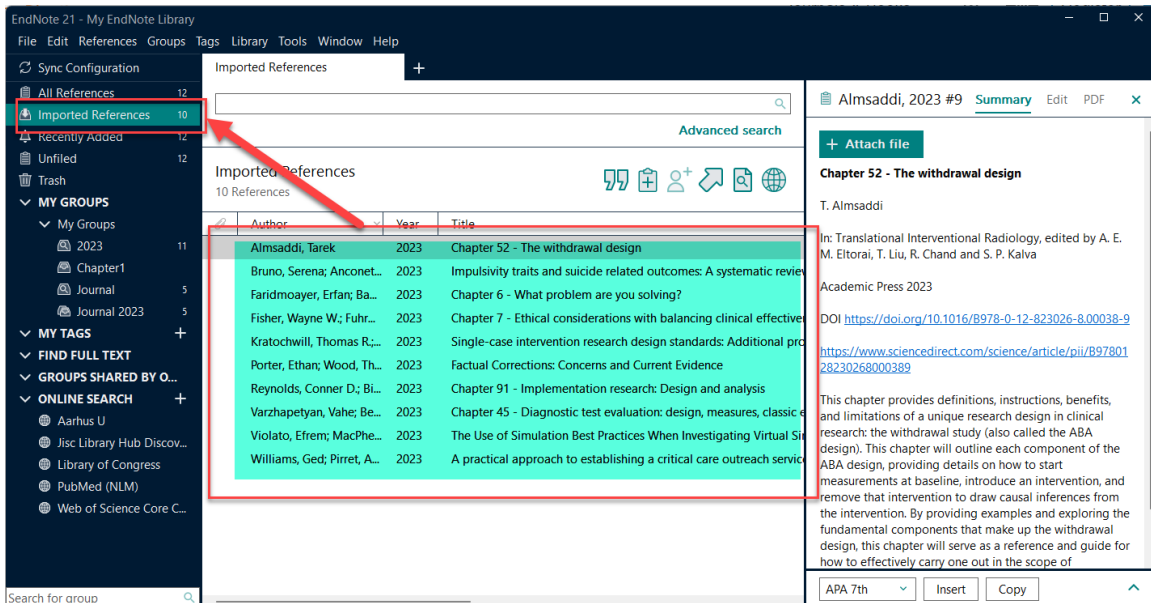 EndNote 21 - My EndNote Library
File Edit References Groups Tags Library Tools Window Help
Sync Configuration
All References 12
Imported References 10
Recently Added 12
Unfiled 12
Trash
MY GROUPS
My Groups
2023 11
Chapter1
Journal 5
Journal 2023 5
MY TAGS +
FIND FULL TEXT
GROUPS SHARED BY O...
ONLINE SEARCH +
Aarhus U
Jisc Library Hub Discov...
Library of Congress
PubMed (NLM)
Web of Science Core C...
Search for group
Imported References +
Advanced search
Imported References
10 References
Author Year Title
Almsaddi, Tarek 2023 Chapter 52 - The withdrawal design
Bruno, Serena; Anconet... 2023 Impulsivity traits and suicide related outcomes: A systematic review
Faridmoayer, Erfan; Ba... 2023 Chapter 6 - What problem are you solving?
Fisher, Wayne W.; Fuhr... 2023 Chapter 7 - Ethical considerations with balancing clinical effective
Kratochwill, Thomas R.;... 2023 Single-case intervention research design standards: Additional pro
Porter, Ethan; Wood, Th... 2023 Factual Corrections: Concerns and Current Evidence
Reynolds, Conner D.; Bi... 2023 Chapter 91 - Implementation research: Design and analysis
Varzhapetyan, Vahe; Be... 2023 Chapter 45 - Diagnostic test evaluation: design, measures, classic e
Violato, Efrem; MacPhe... 2023 The Use of Simulation Best Practices When Investigating Virtual Si
Williams, Ged; Pirret, A... 2023 A practical approach to establishing a critical care outreach service
Almsaddi, 2023 #9 Summary Edit PDF
+ Attach file
Chapter 52 - The withdrawal design
T. Almsaddi
In: Translational Interventional Radiology, edited by A. E.
M. Eltorai, T. Liu, R. Chand and S. P. Kalva
Academic Press 2023
DOI https://doi.org/10.1016/B978-0-12-823026-8.00038-9
https://www.sciencedirect.com/science/article/pii/B97801
28230268000389
This chapter provides definitions, instructions, benefits,
and limitations of a unique research design in clinical
research: the withdrawal study (also called the ABA
design). This chapter will outline each component of the
ABA design, providing details on how to start
measurements at baseline, introduce an intervention, and
remove that intervention to draw causal inferences from
the intervention. By providing examples and exploring the
fundamental components that make up the withdrawal
design, this chapter will serve as a reference and guide for
how to effectively carry one out in the scope of
APA 7th Insert Copy